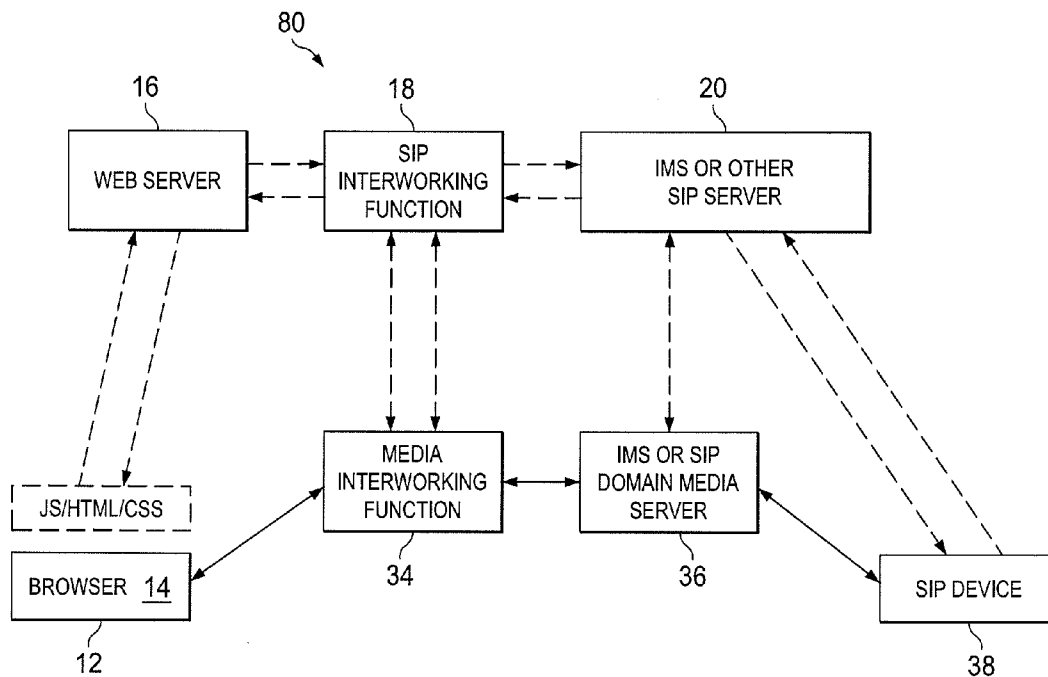 80
16
18
20
WEB SERVER
SIP
INTERWORKING
FUNCTION
IMS OR OTHER
SIP SERVER
JS/HTML/CSS
MEDIA
INTERWORKING
FUNCTION
IMS OR SIP
DOMAIN MEDIA
SERVER
BROWSER 14
34
36
SIP DEVICE
12
38